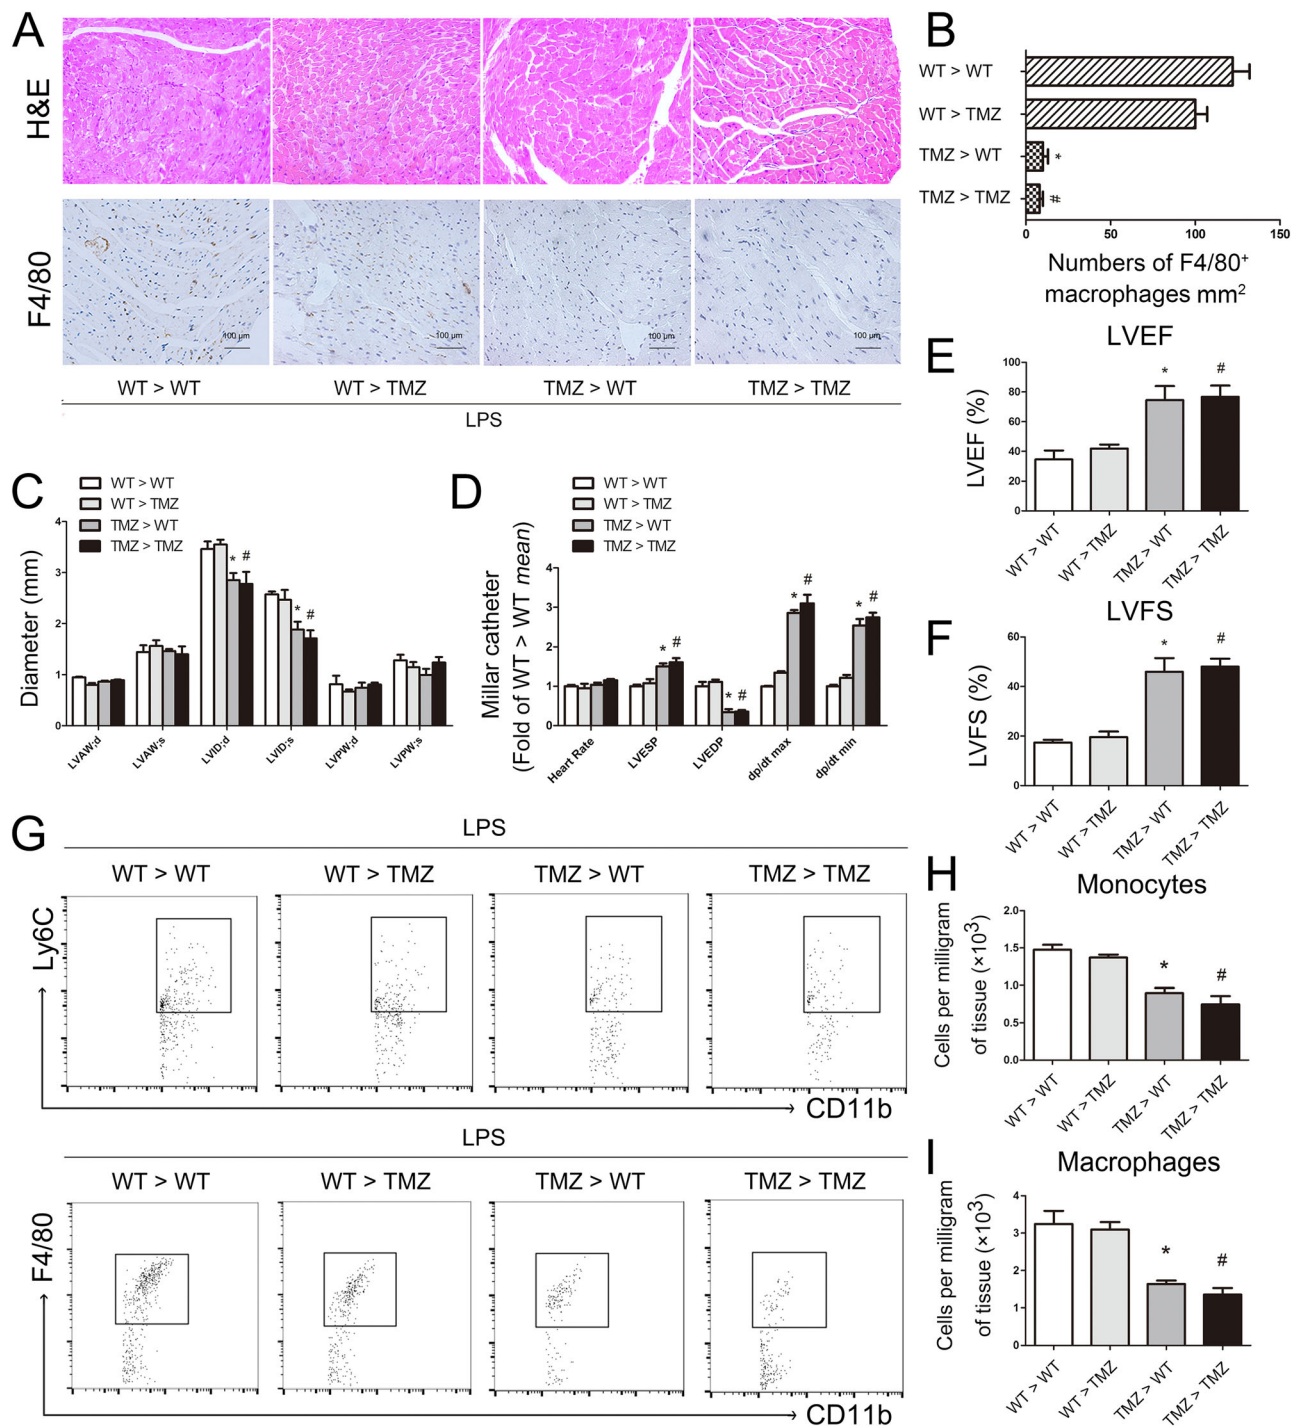 A
H&E
F4/80
100 μm
100 μm
100 μm
100 μm
WT > WT
WT > TMZ
TMZ > WT
TMZ > TMZ
LPS
B
WT > WT
WT > TMZ
TMZ > WT
*
TMZ > TMZ
#
0
50
100
150
Numbers of F4/80⁺
macrophages mm²
C
WT > WT
WT > TMZ
TMZ > WT
TMZ > TMZ
Diameter (mm)
4
3
2
1
0
* #
* #
LVAW;d
LVAW;s
LVID;d
LVID;s
LVPW;d
LVPW;s
D
WT > WT
WT > TMZ
TMZ > WT
TMZ > TMZ
Millar catheter
(Fold of WT > WT mean)
4
3
2
1
0
* #
* #
* #
* #
Heart Rate
LVESP
LVEDP
dp/dt max
dp/dt min
E
LVEF
LVEF (%)
100
80
60
40
20
0
*
#
WT > WT
WT > TMZ
TMZ > WT
TMZ > TMZ
F
LVFS
LVFS (%)
60
40
20
0
*
#
WT > WT
WT > TMZ
TMZ > WT
TMZ > TMZ
G
LPS
WT > WT
WT > TMZ
TMZ > WT
TMZ > TMZ
Ly6C
CD11b
LPS
WT > WT
WT > TMZ
TMZ > WT
TMZ > TMZ
F4/80
CD11b
H
Monocytes
Cells per milligram
of tissue (×10³)
2.0
1.5
1.0
0.5
0.0
*
#
WT > WT
WT > TMZ
TMZ > WT
TMZ > TMZ
I
Macrophages
Cells per milligram
of tissue (×10³)
4
3
2
1
0
*
#
WT > WT
WT > TMZ
TMZ > WT
TMZ > TMZ